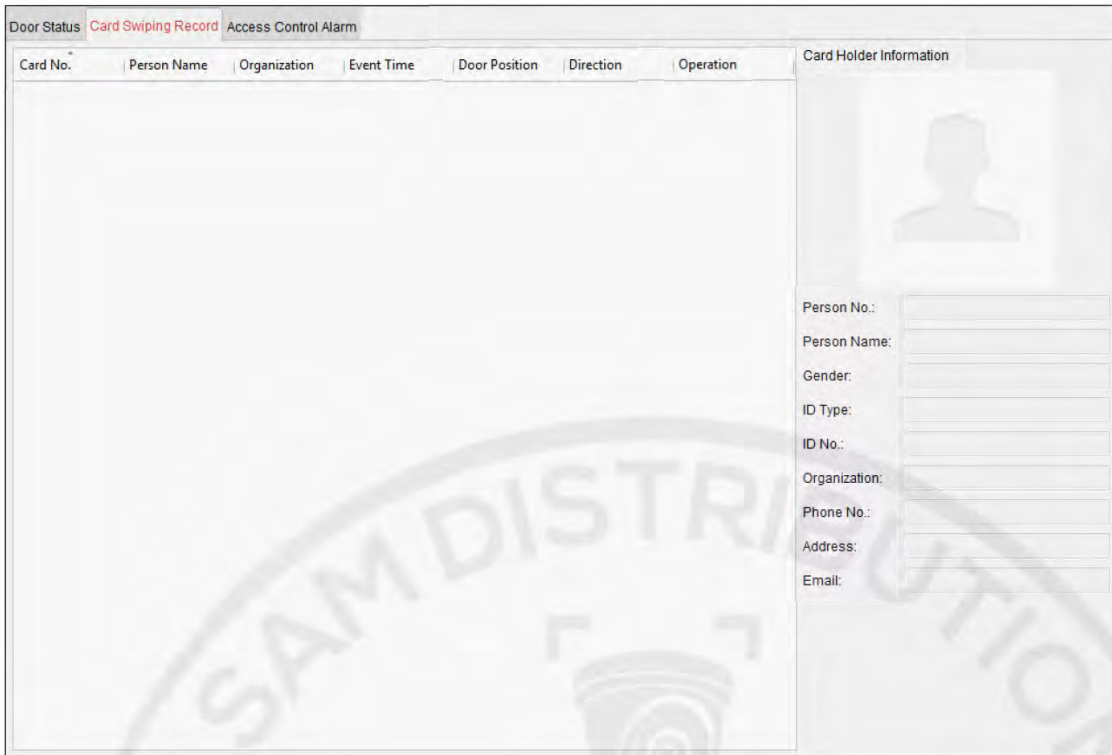 Door Status Card Swiping Record Access Control Alarm
Card No. Person Name Organization Event Time Door Position Direction Operation
Card Holder Information
Person No.:
Person Name:
Gender:
ID Type:
ID No.:
Organization:
Phone No.:
Address:
Email:
SAM DISTRIBUTION